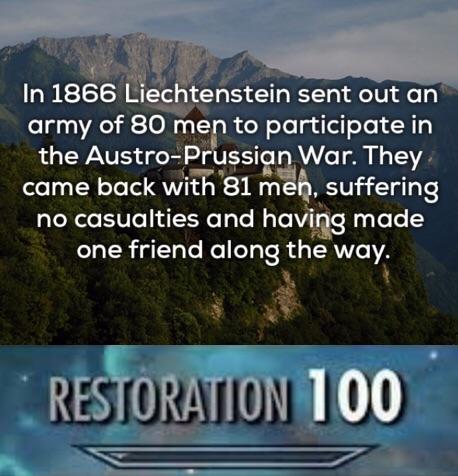 In 1866 Liechtenstein sent out an
army of 80 men to participate in
the Austro-Prussian War. They
came back with 81 men, suffering
no casualties and having made
one friend along the way.
RESTORATION 100